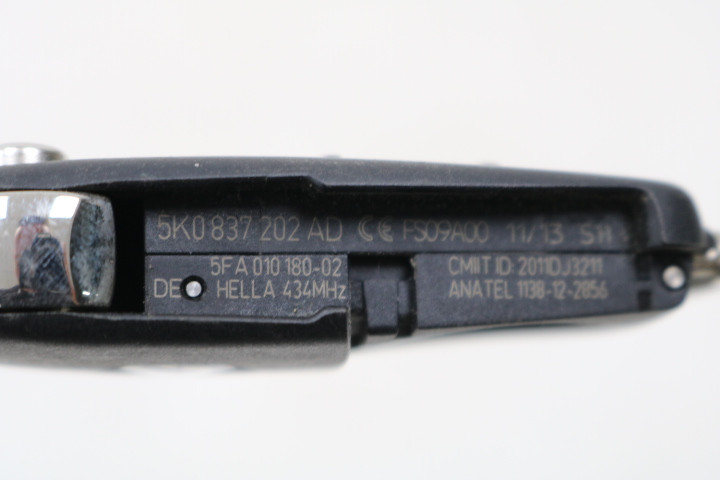 5K0 837 202 AD CE FS09A00 11/13 S11
5FA 010 180-02
DE HELLA 434MHz
CMIIT ID: 2011DJ3211
ANATEL 1138-12-2856